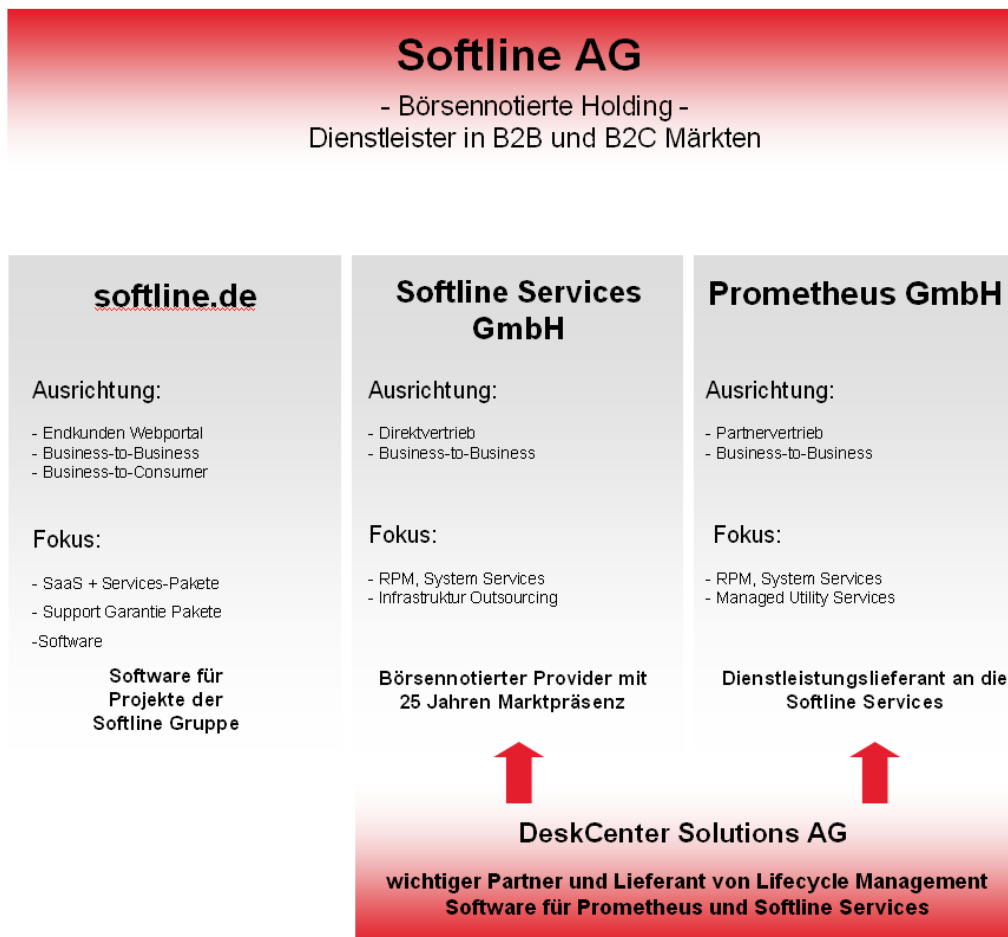 Softline AG
- Börsennotierte Holding -
Dienstleister in B2B und B2C Märkten
softline.de
Ausrichtung:
- Endkunden Webportal
- Business-to-Business
- Business-to-Consumer
Fokus:
- SaaS + Services-Pakete
- Support Garantie Pakete
-Software
Software für
Projekte der
Softline Gruppe
Softline Services
GmbH
Ausrichtung:
- Direktvertrieb
- Business-to-Business
Fokus:
- RPM, System Services
- Infrastruktur Outsourcing
Börsennotierter Provider mit
25 Jahren Marktpräsenz
Prometheus GmbH
Ausrichtung:
- Partnervertrieb
- Business-to-Business
Fokus:
- RPM, System Services
- Managed Utility Services
Dienstleistungslieferant an die
Softline Services
DeskCenter Solutions AG
wichtiger Partner und Lieferant von Lifecycle Management
Software für Prometheus und Softline Services